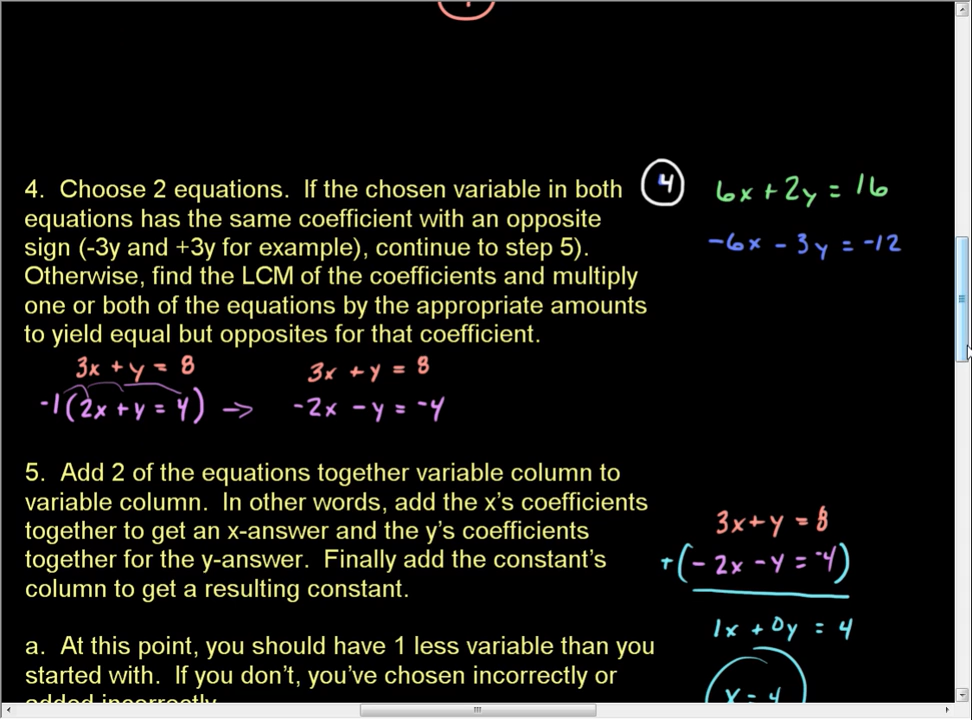 4. Choose 2 equations. If the chosen variable in both
equations has the same coefficient with an opposite
sign (-3y and +3y for example), continue to step 5).
Otherwise, find the LCM of the coefficients and multiply
one or both of the equations by the appropriate amounts
to yield equal but opposites for that coefficient.
4
6x + 2y = 16
-6x - 3y = -12
3x + y = 8
-1(2x + y = 4) →
3x + y = 8
-2x - y = -4
5. Add 2 of the equations together variable column to
variable column. In other words, add the x's coefficients
together to get an x-answer and the y's coefficients
together for the y-answer. Finally add the constant's
column to get a resulting constant.
3x + y = 8
+(-2x - y = -4)
1x + 0y = 4
x = 4
a. At this point, you should have 1 less variable than you
started with. If you don't, you've chosen incorrectly or
added incorrectly